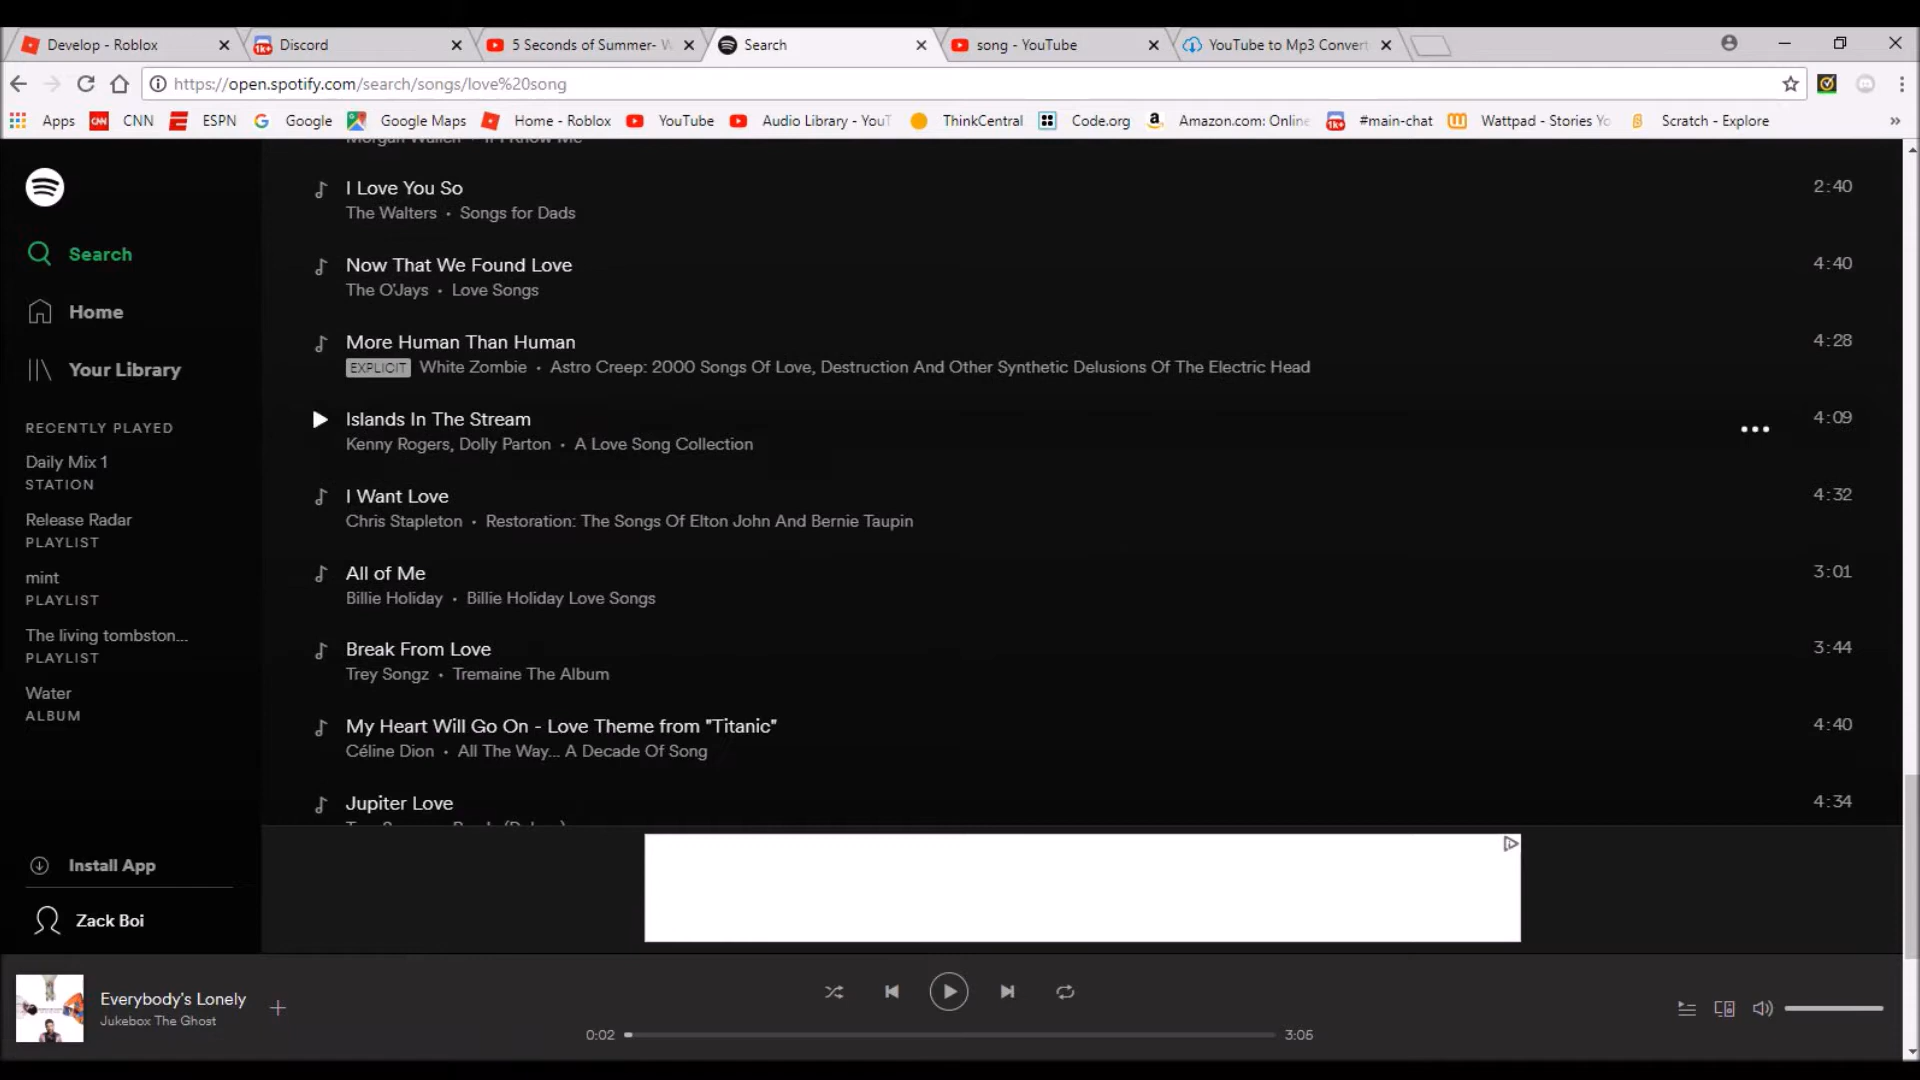 Develop - Roblox
1k+ Discord
5 Seconds of Summer- W
Search
song - YouTube
YouTube to Mp3 Convert
https://open.spotify.com/search/songs/love%20song
Apps
CNN CNN
ESPN
Google
Google Maps
Home - Roblox
YouTube
Audio Library - YouT
ThinkCentral
Code.org
Amazon.com: Online
1k+ #main-chat
Wattpad - Stories Yo
Scratch - Explore
Search
Home
Your Library
RECENTLY PLAYED
Daily Mix 1
STATION
Release Radar
PLAYLIST
mint
PLAYLIST
The living tombston...
PLAYLIST
Water
ALBUM
Install App
Zack Boi
Morgan Wallen • If I Know Me
I Love You So 2:40
The Walters • Songs for Dads
Now That We Found Love 4:40
The O'Jays • Love Songs
More Human Than Human 4:28
EXPLICIT White Zombie • Astro Creep: 2000 Songs Of Love, Destruction And Other Synthetic Delusions Of The Electric Head
Islands In The Stream 4:09
Kenny Rogers, Dolly Parton • A Love Song Collection
I Want Love 4:32
Chris Stapleton • Restoration: The Songs Of Elton John And Bernie Taupin
All of Me 3:01
Billie Holiday • Billie Holiday Love Songs
Break From Love 3:44
Trey Songz • Tremaine The Album
My Heart Will Go On - Love Theme from "Titanic" 4:40
Céline Dion • All The Way... A Decade Of Song
Jupiter Love 4:34
Everybody's Lonely
Jukebox The Ghost
0:02
3:05